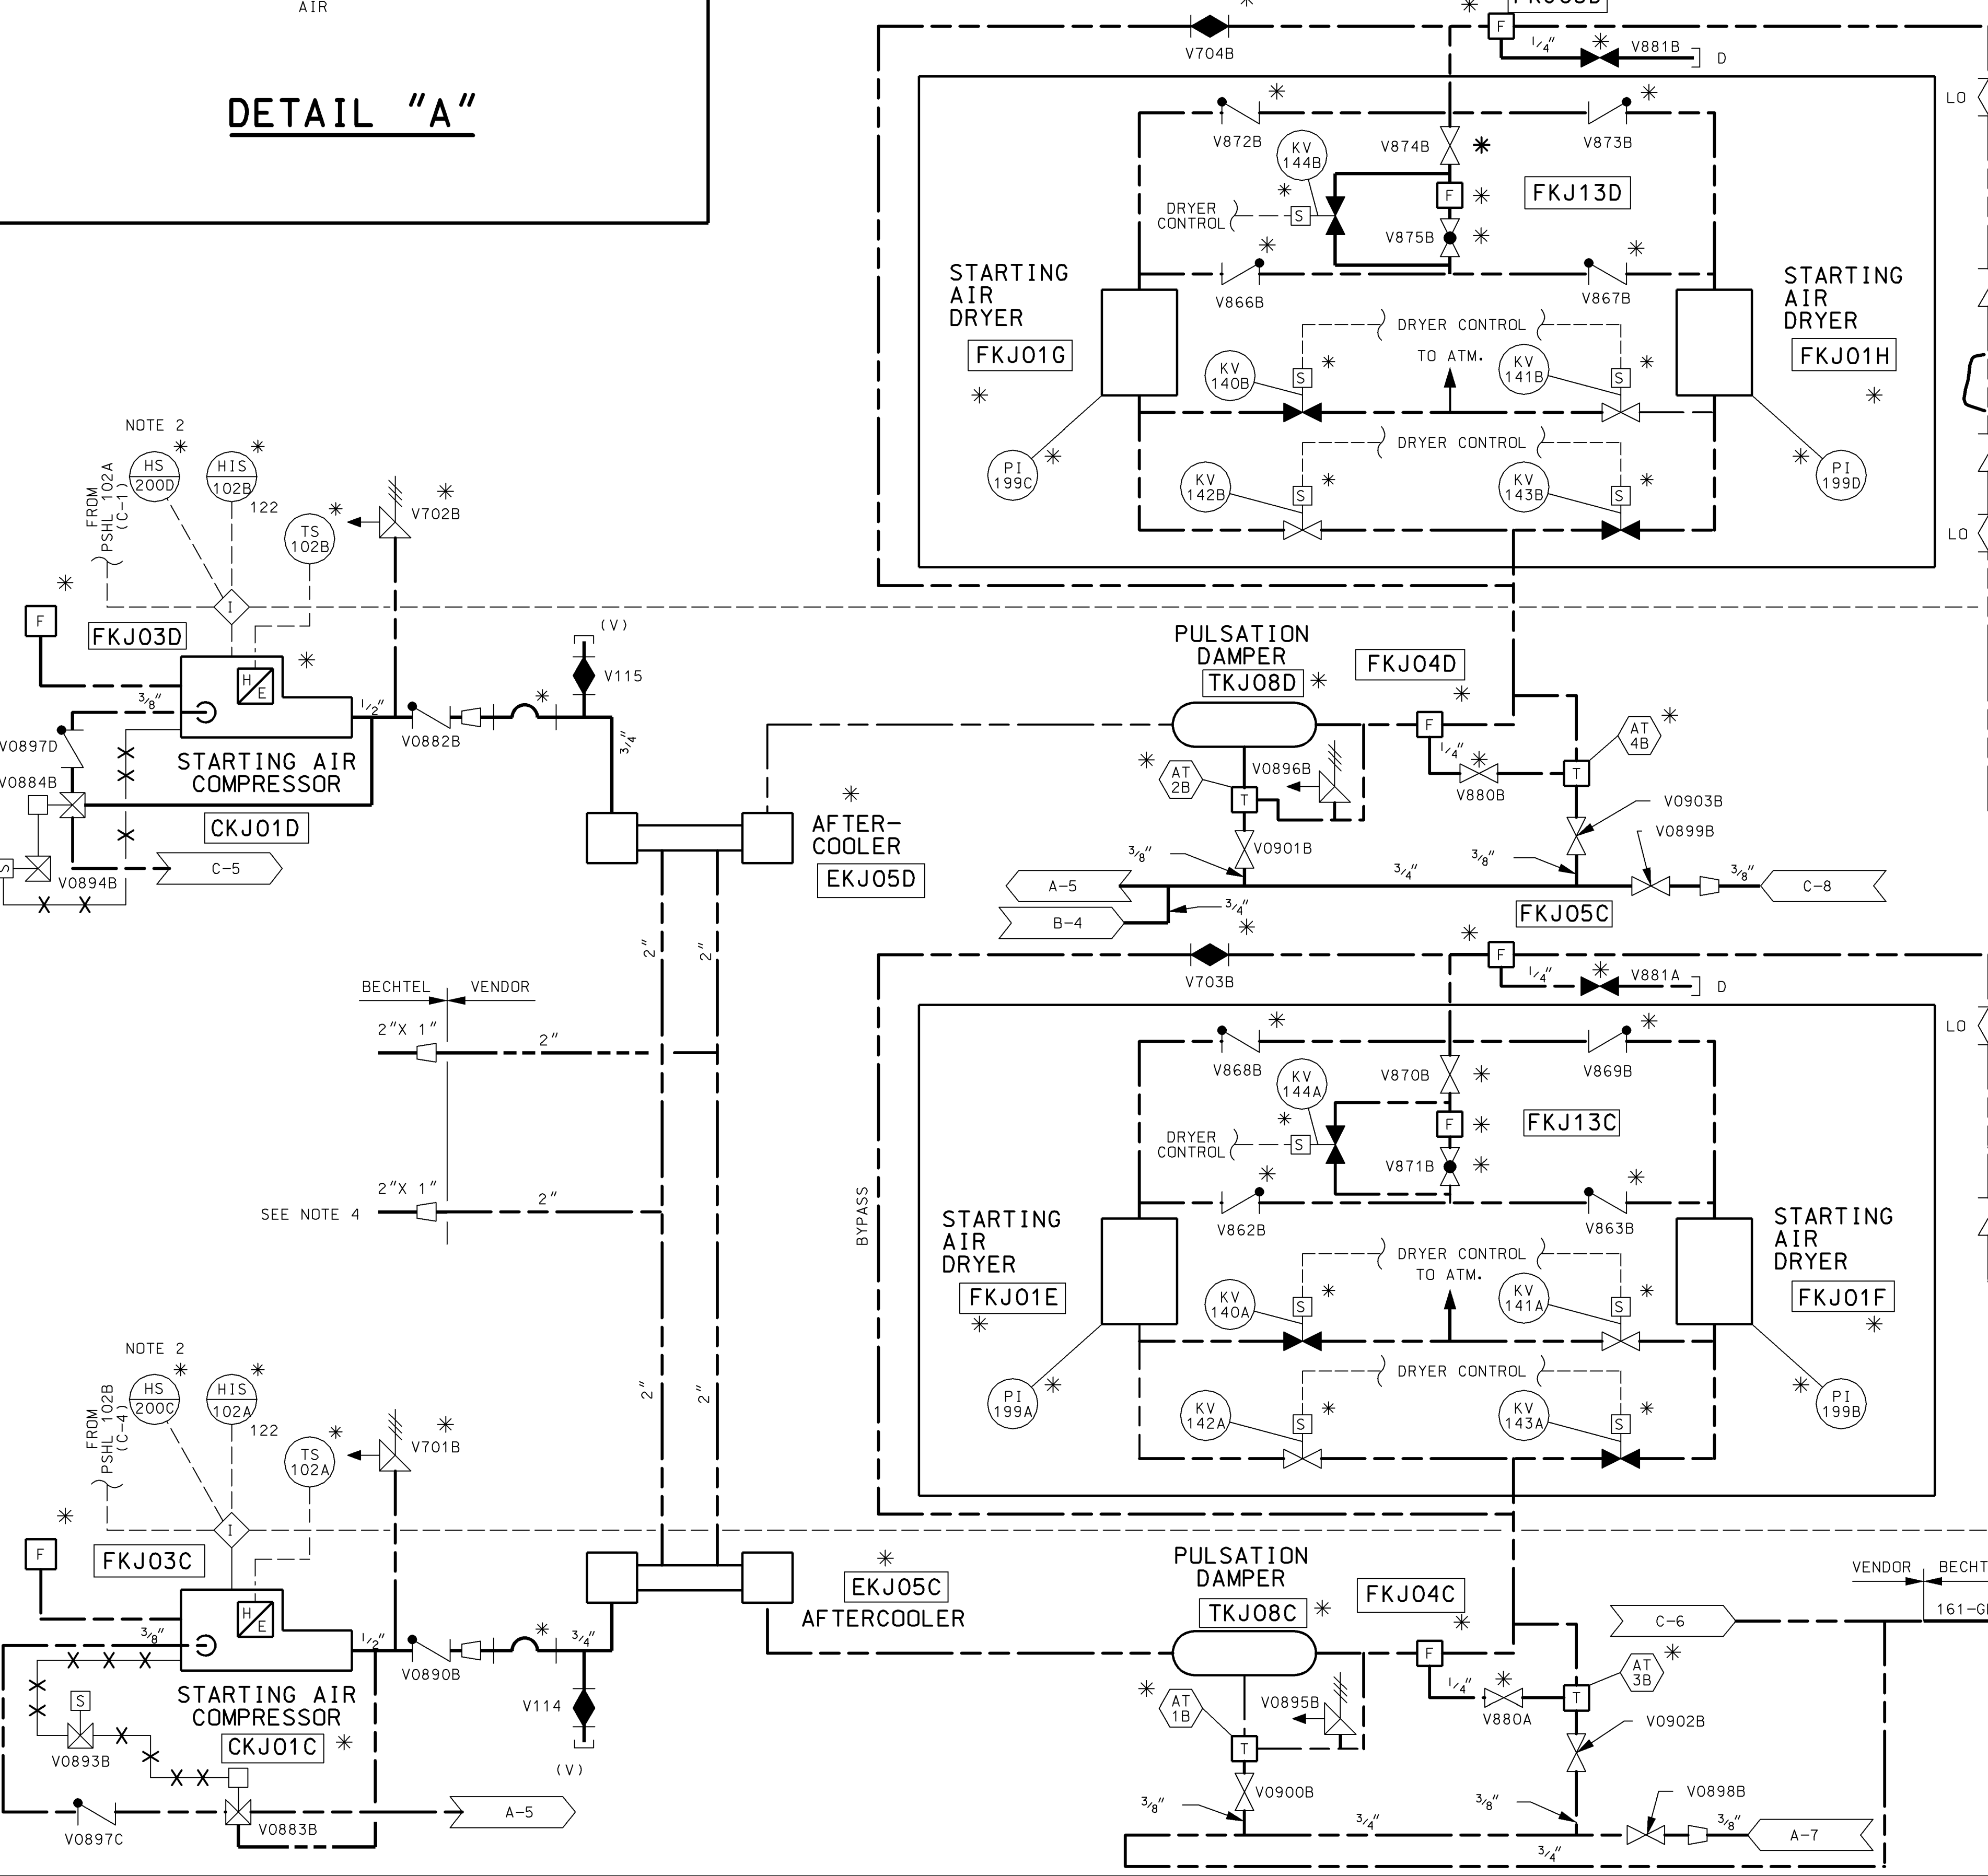 AIR
DETAIL "A"
V704B
F
1/4"
V881B
D
LO
V872B
KV
144B
V874B
V873B
F
FKJ13D
DRYER
CONTROL
S
V875B
STARTING
AIR
DRYER
FKJ01G
V866B
V867B
STARTING
AIR
DRYER
FKJ01H
DRYER CONTROL
TO ATM.
KV
140B
S
KV
141B
S
DRYER CONTROL
PI
199C
KV
142B
S
KV
143B
S
PI
199D
LO
NOTE 2
FROM
PSHL 102A
(C-1)
HS
200D
HIS
102B
122
TS
102B
V702B
I
F
FKJ03D
H
E
3/8"
1/2"
V0882B
(V)
V115
3/4"
V0897D
V0884B
STARTING AIR
COMPRESSOR
CKJ01D
S
V0894B
C-5
AFTER-
COOLER
EKJ05D
PULSATION
DAMPER
TKJ08D
FKJ04D
F
1/4"
V880B
AT
4B
T
AT
2B
T
V0896B
V0903B
V0899B
V0901B
3/8"
3/8"
3/4"
3/8"
A-5
B-4
3/4"
C-8
FKJ05C
2"
2"
BECHTEL
VENDOR
2"X 1"
2"
2"X 1"
2"
SEE NOTE 4
2"
2"
V703B
F
1/4"
V881A
D
LO
BYPASS
V868B
KV
144A
V870B
V869B
F
FKJ13C
DRYER
CONTROL
S
V871B
STARTING
AIR
DRYER
FKJ01E
V862B
V863B
STARTING
AIR
DRYER
FKJ01F
DRYER CONTROL
TO ATM.
KV
140A
S
KV
141A
S
DRYER CONTROL
PI
199A
KV
142A
S
KV
143A
S
PI
199B
NOTE 2
FROM
PSHL 102B
(C-4)
HS
200C
HIS
102A
122
TS
102A
V701B
I
F
FKJ03C
H
E
3/8"
1/2"
V0890B
3/4"
V114
(V)
STARTING AIR
COMPRESSOR
CKJ01C
S
V0893B
V0897C
V0883B
A-5
EKJ05C
AFTERCOOLER
PULSATION
DAMPER
TKJ08C
FKJ04C
F
1/4"
V880A
AT
3B
T
AT
1B
T
V0895B
V0902B
V0900B
V0898B
3/8"
3/8"
3/4"
3/8"
A-7
3/4"
C-6
VENDOR